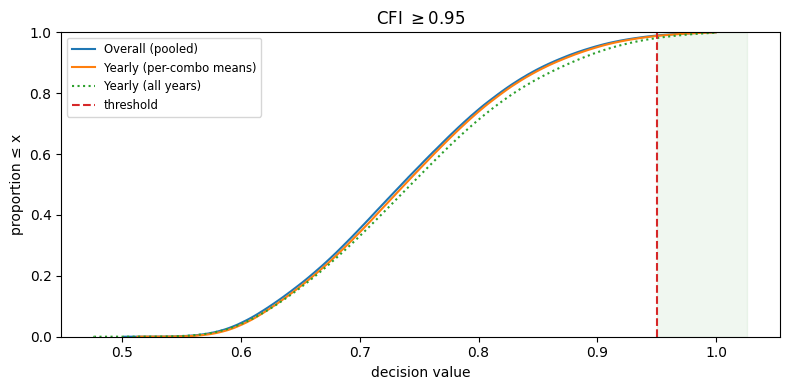 CFI ≥0.95
Overall (pooled)
Yearly (per-combo means)
Yearly (all years)
threshold
proportion ≤ x
1.0
0.8
0.6
0.4
0.2
0.0
0.5 0.6 0.7 0.8 0.9 1.0
decision value